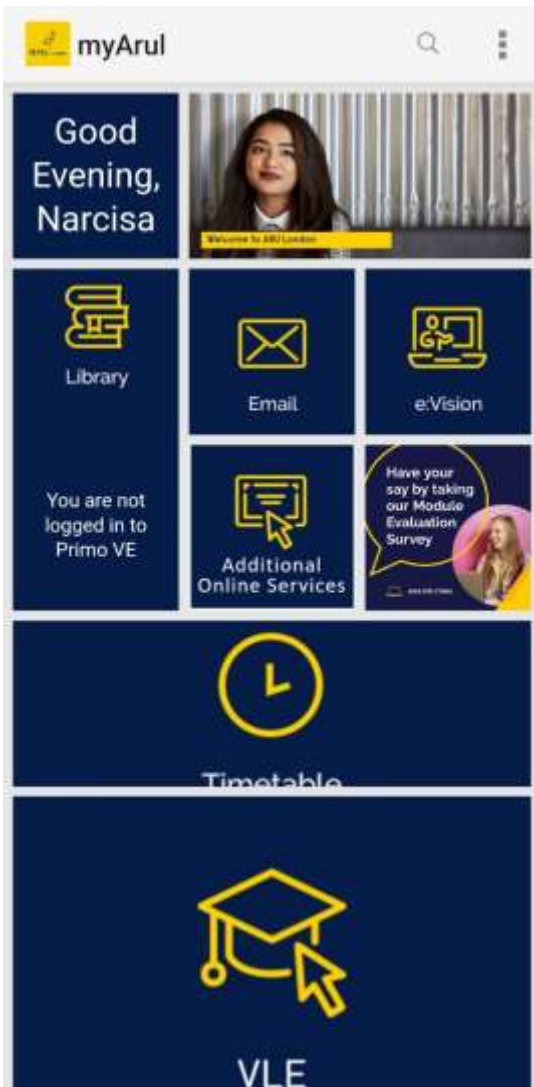 myArul
Good
Evening,
Narcisa
Welcome to ARU London
Library
You are not
logged in to
Primo VE
Email
e:Vision
Additional
Online Services
Have your
say by taking
our Module
Evaluation
Survey
Timetable
VLE